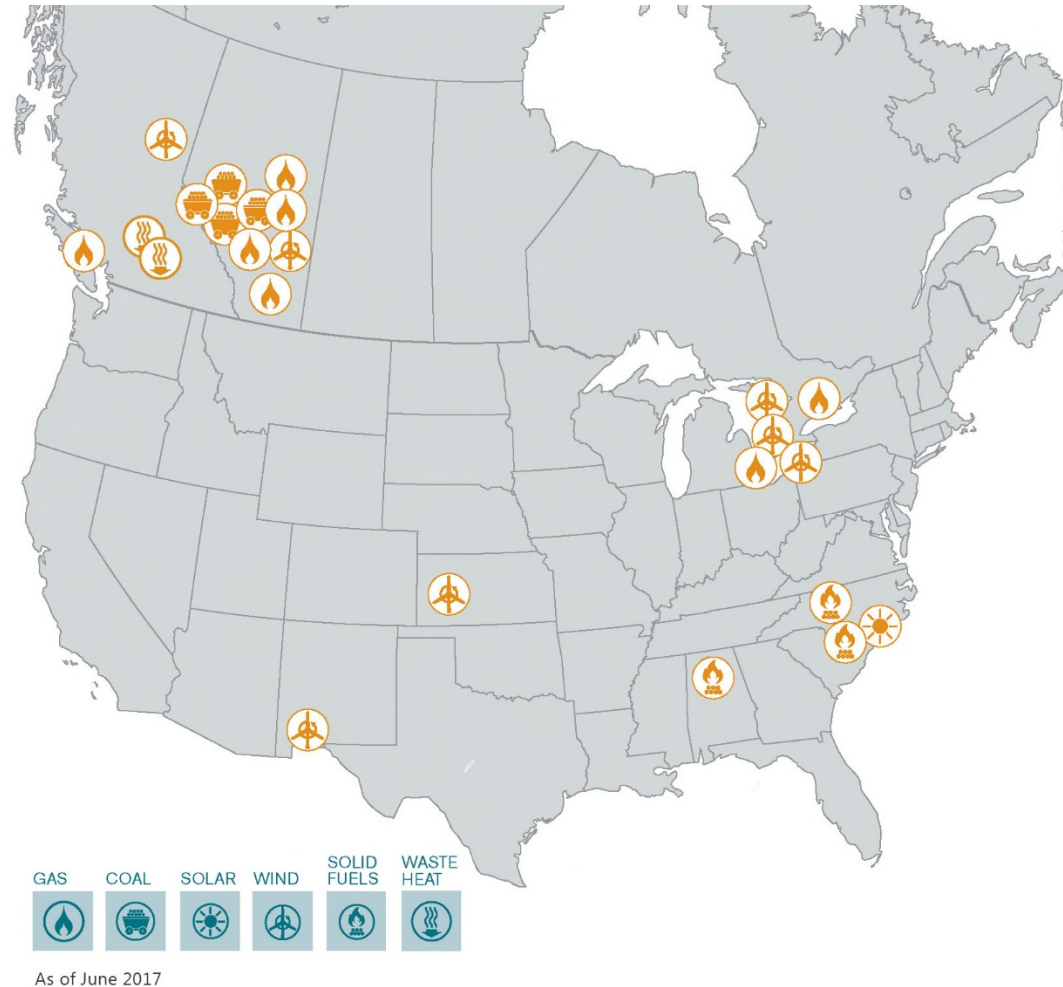 GAS
COAL
SOLAR
WIND
SOLID
FUELS
WASTE
HEAT
As of June 2017